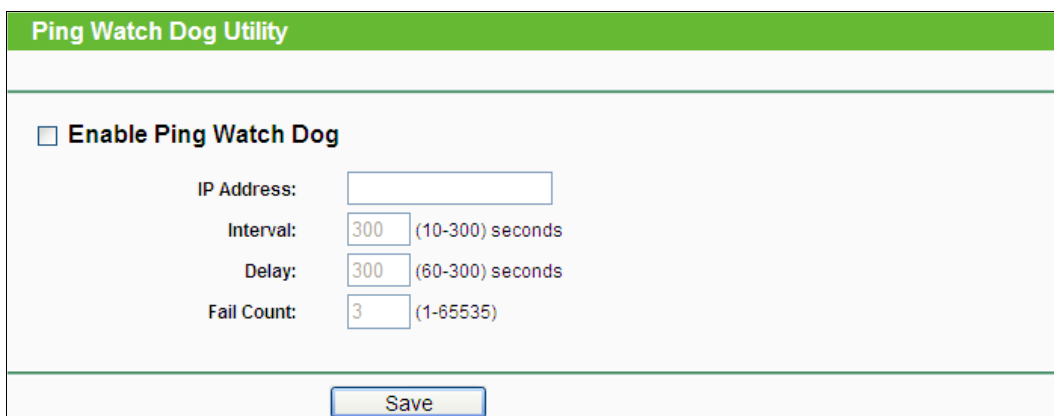 Ping Watch Dog Utility
Enable Ping Watch Dog
IP Address:
Interval: 300 (10-300) seconds
Delay: 300 (60-300) seconds
Fail Count: 3 (1-65535)
Save